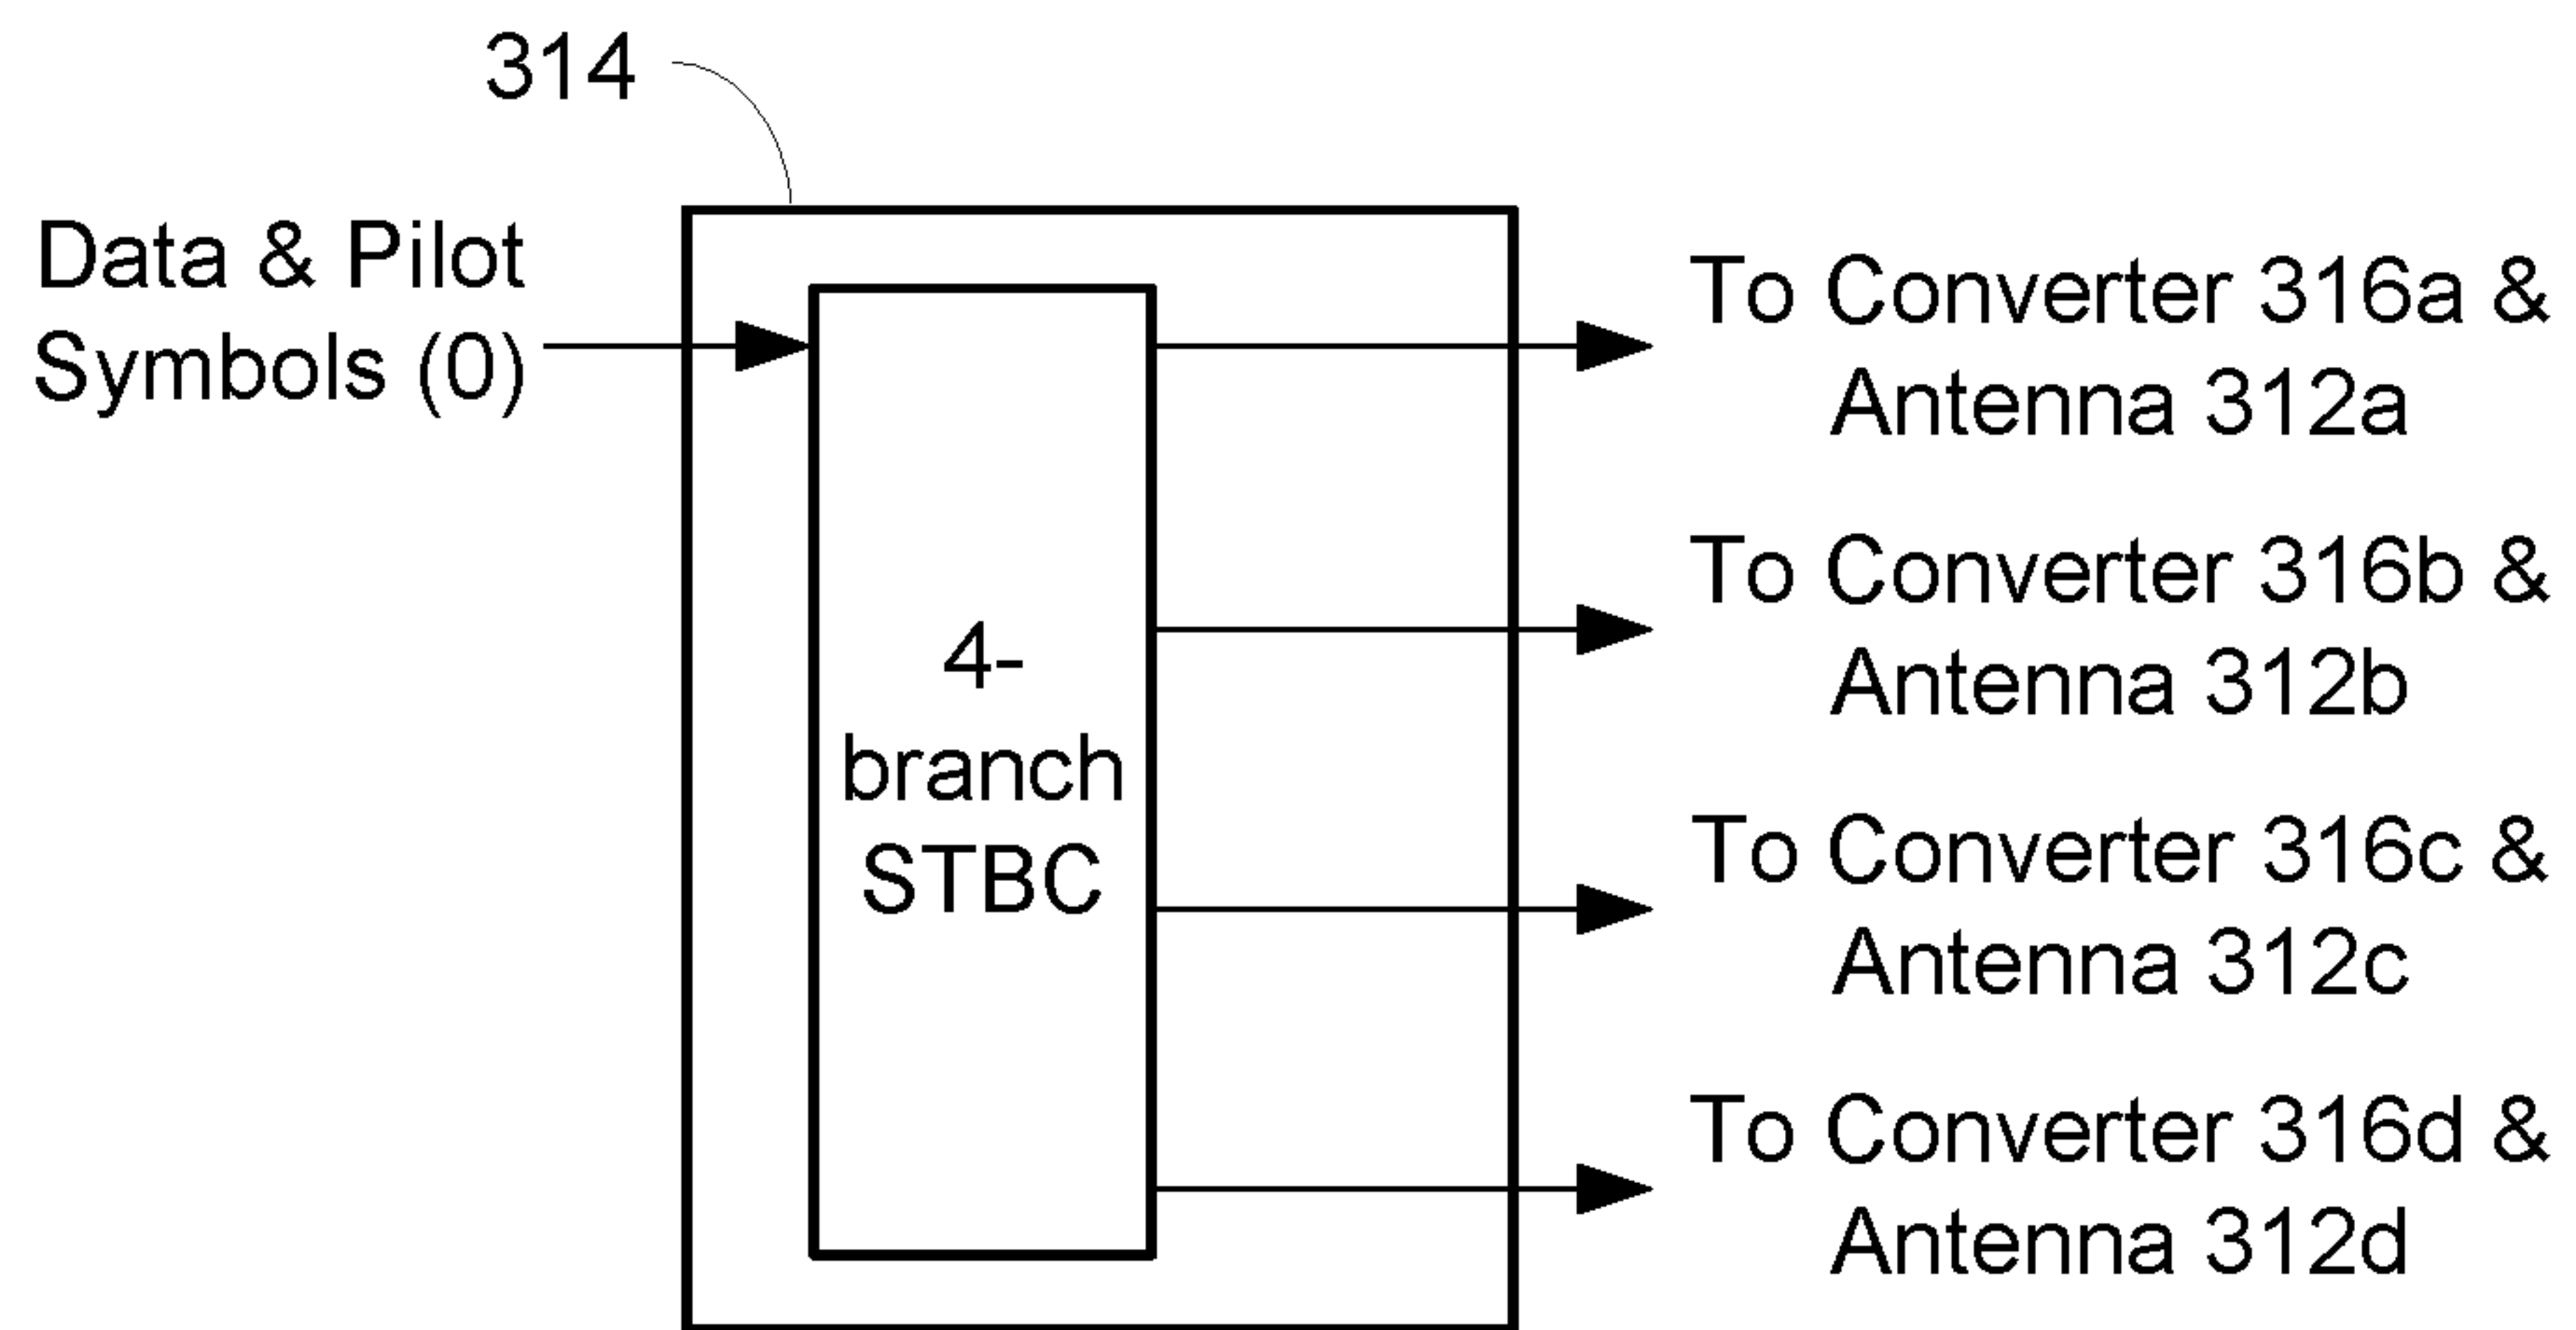 314
Data & Pilot
Symbols (0)
4-
branch
STBC
To Converter 316a &
Antenna 312a
To Converter 316b &
Antenna 312b
To Converter 316c &
Antenna 312c
To Converter 316d &
Antenna 312d